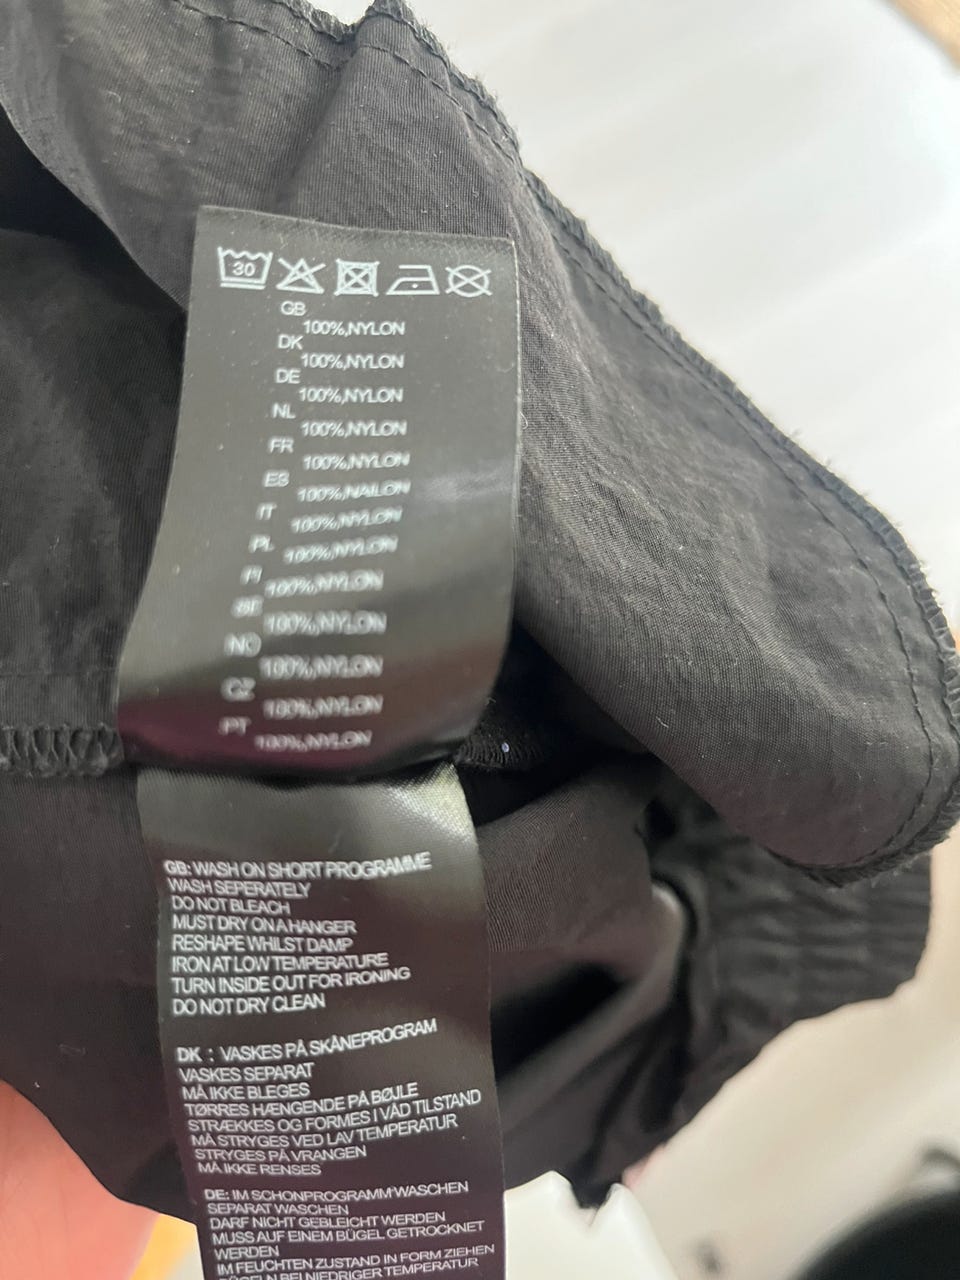 30
GB
100%,NYLON
DK
100%,NYLON
DE
100%,NYLON
NL
100%,NYLON
FR
100%,NYLON
ES
100%,NAILON
IT
100%,NYLON
PL
100%,NYLON
FI
100%,NYLON
SE
100%,NYLON
NO
100%,NYLON
CZ
100%,NYLON
PT
100%,NYLON
GB: WASH ON SHORT PROGRAMME
WASH SEPERATELY
DO NOT BLEACH
MUST DRY ON A HANGER
RESHAPE WHILST DAMP
IRON AT LOW TEMPERATURE
TURN INSIDE OUT FOR IRONING
DO NOT DRY CLEAN
DK : VASKES PÅ SKÅNEPROGRAM
VASKES SEPARAT
MÅ IKKE BLEGES
TØRRES HÆNGENDE PÅ BØJLE
STRÆKKES OG FORMES I VÅD TILSTAND
MÅ STRYGES VED LAV TEMPERATUR
STRYGES PÅ VRANGEN
MÅ IKKE RENSES
DE: IM SCHONPROGRAMM WASCHEN
SEPARAT WASCHEN
DARF NICHT GEBLEICHT WERDEN
MUSS AUF EINEM BÜGEL GETROCKNET
WERDEN
IM FEUCHTEN ZUSTAND IN FORM ZIEHEN
BÜGELN BEI NIEDRIGER TEMPERATUR